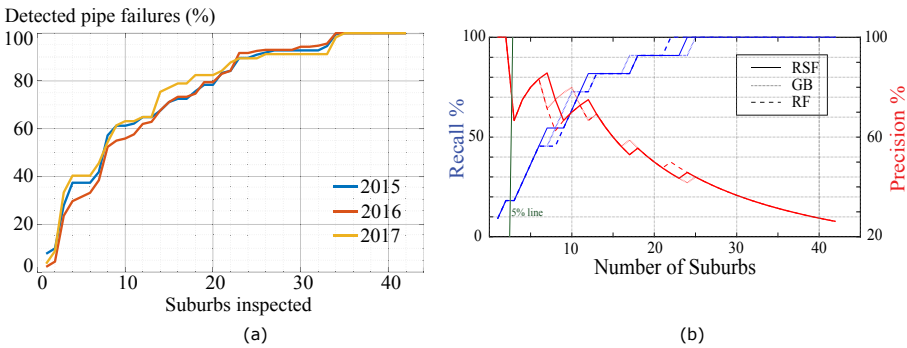 Detected pipe failures (%)
100
80
60
40
20
0
2015
2016
2017
0
10
20
30
40
Suburbs inspected
(a)
100
50
0
Recall %
100
60
20
Precision %
RSF
GB
RF
5% line
10
20
30
40
Number of Suburbs
(b)